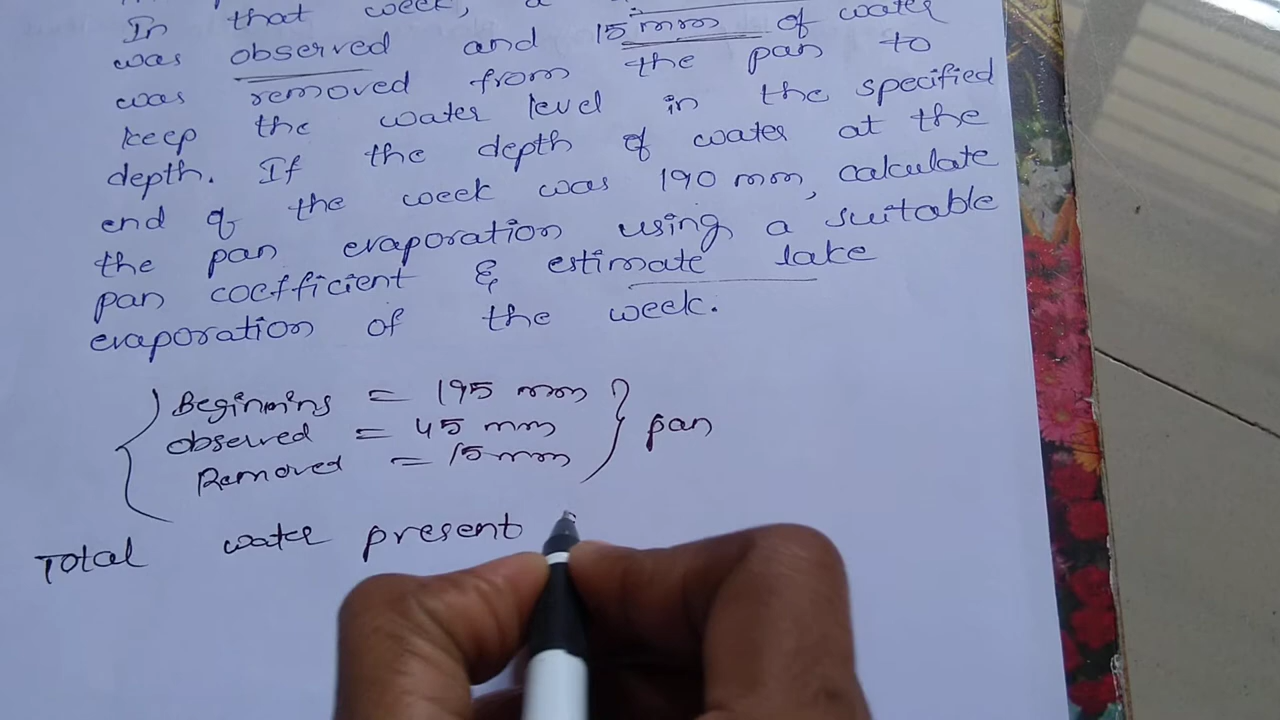 In that week, a
was observed and 15 mm of water
was removed from the pan to
keep the water level in the specified
depth. If the depth of water at the
end of the week was 190 mm, calculate
the pan evaporation using a suitable
pan coefficient & estimate lake
evaporation of the week.
Beginning = 195 mm
Observed = 45 mm
Removed = 15 mm
pan
Total water present